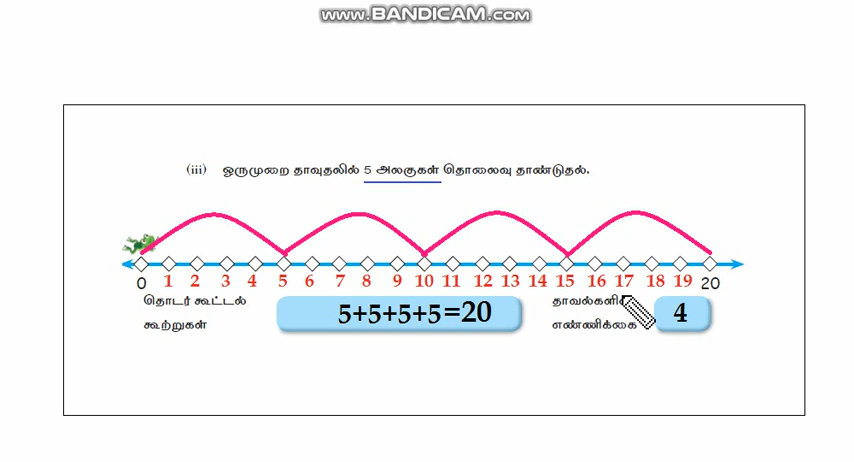 www.BANDICAM.com
(iii) ஒருமுறை தாவுதலில் 5 அலகுகள் தொலைவு தாண்டுதல்.
0 1 2 3 4 5 6 7 8 9 10 11 12 13 14 15 16 17 18 19 20
தொடர் கூட்டல் 5+5+5+5=20 4
கூற்றுகள் எண்ணிக்கை